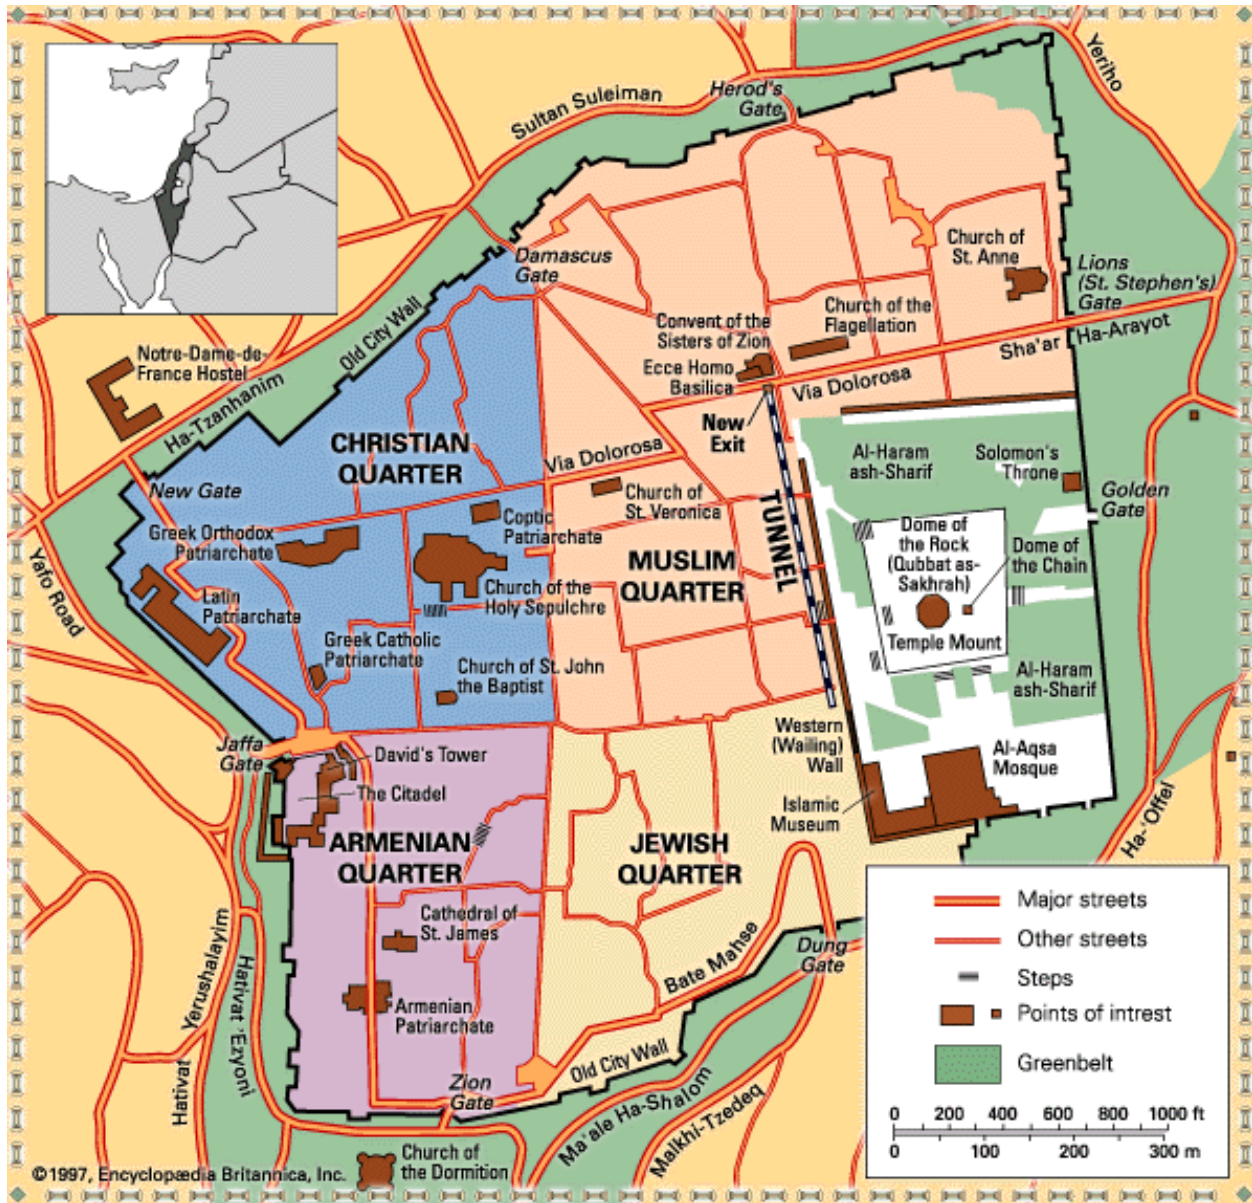 Yeriho
Herod's
Gate
Sultan Suleiman
Damascus
Gate
Church of
St. Anne
Lions
(St. Stephen's)
Gate
Ha-Arayot
Sha'ar
Church of the
Flagellation
Convent of the
Sisters of Zion
Ecce Homo
Basilica
Via Dolorosa
New
Exit
Old City Wall
Notre-Dame-de-
France Hostel
Ha-Tzanhanim
CHRISTIAN
QUARTER
Via Dolorosa
Al-Haram
ash-Sharif
Solomon's
Throne
Golden
Gate
New Gate
Church of
St. Veronica
TUNNEL
Coptic
Patriarchate
Greek Orthodox
Patriarchate
Dome of
the Rock
(Qubbat as-
Sakhrah)
Dome of
the Chain
MUSLIM
QUARTER
Church of the
Holy Sepulchre
Yafo Road
Latin
Patriarchate
Temple Mount
Greek Catholic
Patriarchate
Church of St. John
the Baptist
Al-Haram
ash-Sharif
Jaffa
Gate
David's Tower
The Citadel
Western
(Wailing)
Wall
Al-Aqsa
Mosque
Islamic
Museum
Ha-'Offel
ARMENIAN
QUARTER
JEWISH
QUARTER
Cathedral of
St. James
Bate Mahse
Dung
Gate
Yerushalayim
Hativat
Hativat 'Ezyoni
Armenian
Patriarchate
Zion
Gate
Old City Wall
Ma'ale Ha-Shalom
Malkhi-Tzedeq
Church of
the Dormition
Major streets
Other streets
Steps
Points of intrest
Greenbelt
0 200 400 600 800 1000 ft
0 100 200 300 m
©1997, Encyclopædia Britannica, Inc.